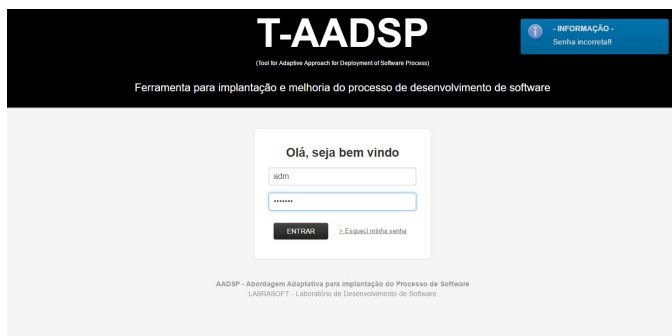 T-AADSP
(Tool for Adaptive Approach for Deployment of Software Process)
- INFORMAÇÃO -
Senha incorreta!!
Ferramenta para implantação e melhoria do processo de desenvolvimento de software
Olá, seja bem vindo
adm
•••••••
ENTRAR
> Esqueci minha senha
AADSP - Abordagem Adaptativa para implantação do Processo de Software
LABRASOFT - Laboratório de Desenvolvimento de Software